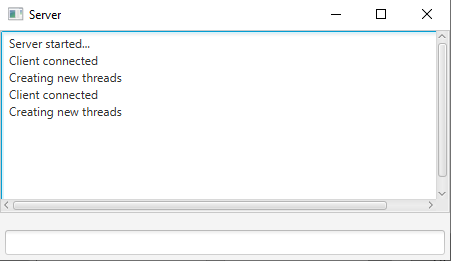 Server
Server started...
Client connected
Creating new threads
Client connected
Creating new threads